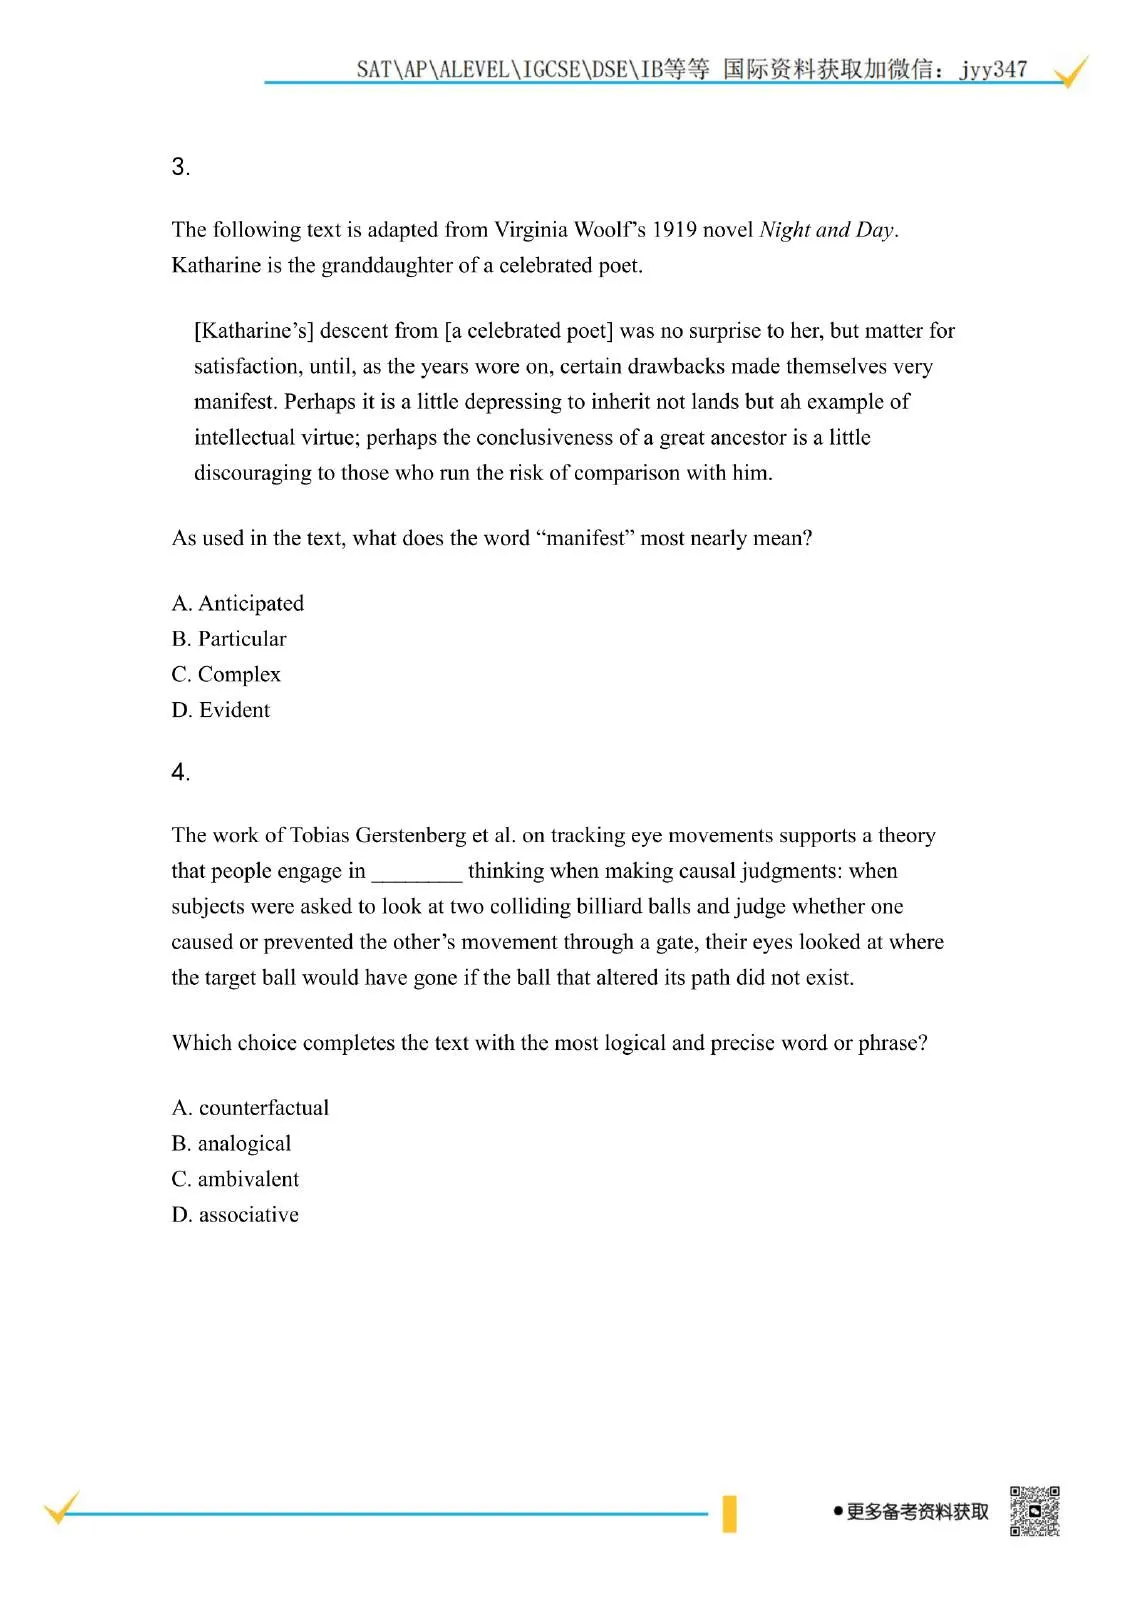 SAT\AP\ALEVEL\IGCSE\DSE\IB等等 国际资料获取加微信: jyy347
3.
The following text is adapted from Virginia Woolf's 1919 novel Night and Day.
Katharine is the granddaughter of a celebrated poet.
[Katharine's] descent from [a celebrated poet] was no surprise to her, but matter for
satisfaction, until, as the years wore on, certain drawbacks made themselves very
manifest. Perhaps it is a little depressing to inherit not lands but ah example of
intellectual virtue; perhaps the conclusiveness of a great ancestor is a little
discouraging to those who run the risk of comparison with him.
As used in the text, what does the word “manifest” most nearly mean?
A. Anticipated
B. Particular
C. Complex
D. Evident
4.
The work of Tobias Gerstenberg et al. on tracking eye movements supports a theory
that people engage in ________ thinking when making causal judgments: when
subjects were asked to look at two colliding billiard balls and judge whether one
caused or prevented the other's movement through a gate, their eyes looked at where
the target ball would have gone if the ball that altered its path did not exist.
Which choice completes the text with the most logical and precise word or phrase?
A. counterfactual
B. analogical
C. ambivalent
D. associative
●更多备考资料获取